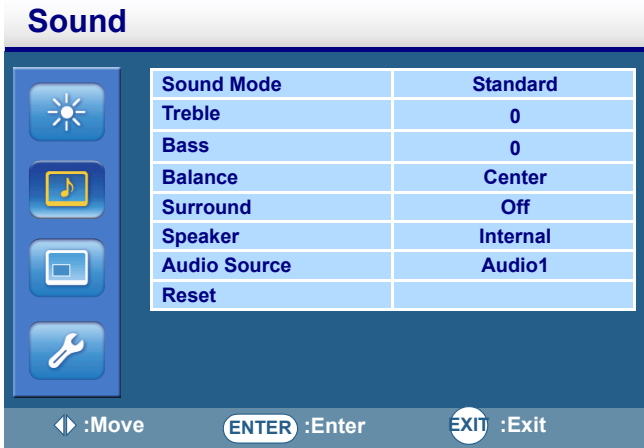 Sound
Sound Mode Standard
Treble 0
Bass 0
Balance Center
Surround Off
Speaker Internal
Audio Source Audio1
Reset
:Move ENTER :Enter EXIT :Exit